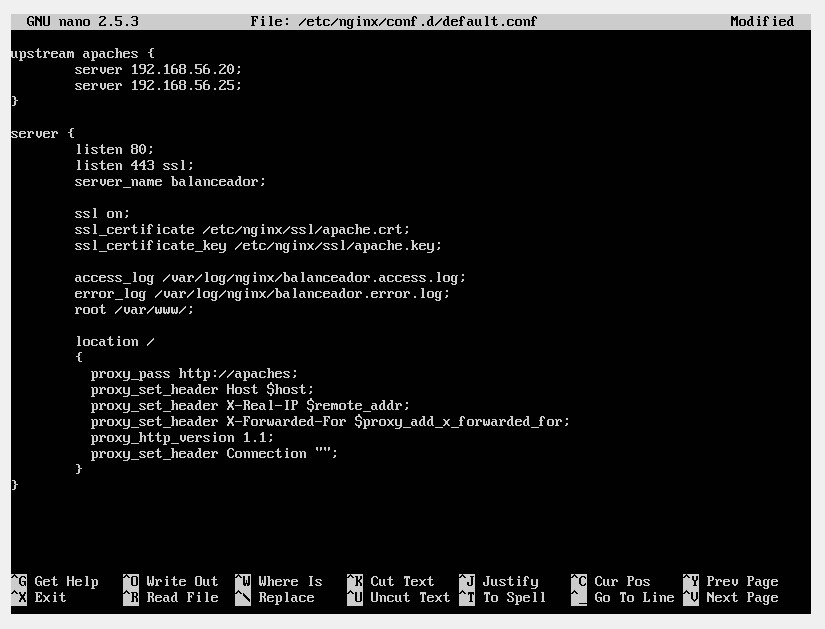 GNU nano 2.5.3 File: /etc/nginx/conf.d/default.conf Modified
upstream apaches {
server 192.168.56.20;
server 192.168.56.25;
}
server {
listen 80;
listen 443 ssl;
server_name balanceador;
ssl on;
ssl_certificate /etc/nginx/ssl/apache.crt;
ssl_certificate_key /etc/nginx/ssl/apache.key;
access_log /var/log/nginx/balanceador.access.log;
error_log /var/log/nginx/balanceador.error.log;
root /var/www/;
location /
{
proxy_pass http://apaches;
proxy_set_header Host $host;
proxy_set_header X-Real-IP $remote_addr;
proxy_set_header X-Forwarded-For $proxy_add_x_forwarded_for;
proxy_http_version 1.1;
proxy_set_header Connection "";
}
}
^G Get Help ^O Write Out ^W Where Is ^K Cut Text ^J Justify ^C Cur Pos ^Y Prev Page
^X Exit ^R Read File ^\ Replace ^U Uncut Text ^T To Spell ^_ Go To Line ^V Next Page